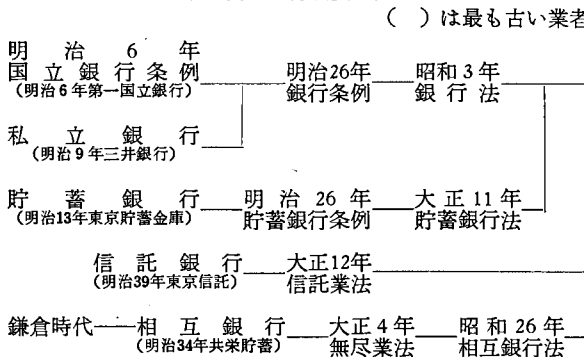 ( )は最も古い業者
明治6年
国立銀行条例
(明治6年第一国立銀行)
明治26年
銀行条例
昭和3年
銀行法
私立銀行
(明治9年三井銀行)
貯蓄銀行
(明治13年東京貯蓄金庫)
明治26年
貯蓄銀行条例
大正11年
貯蓄銀行法
信託銀行
(明治39年東京信託)
大正12年
信託業法
鎌倉時代
相互銀行
(明治34年共栄貯蓄)
大正4年
無尽業法
昭和26年
相互銀行法